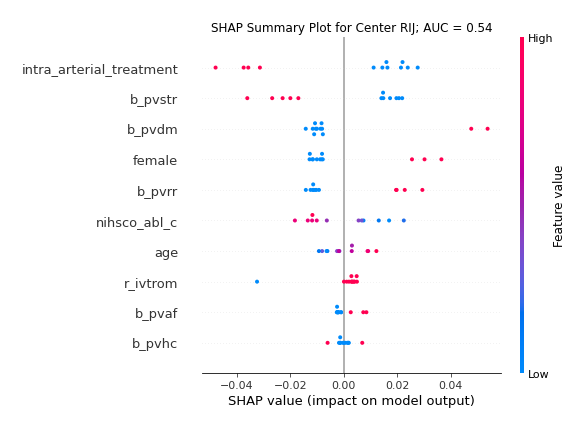 SHAP Summary Plot for Center RIJ; AUC = 0.54
High
intra_arterial_treatment
b_pvstr
b_pvdm
female
b_pvrr
nihsco_abl_c
age
r_ivtrom
b_pvaf
b_pvhc
Feature value
Low
−0.04 −0.02 0.00 0.02 0.04
SHAP value (impact on model output)